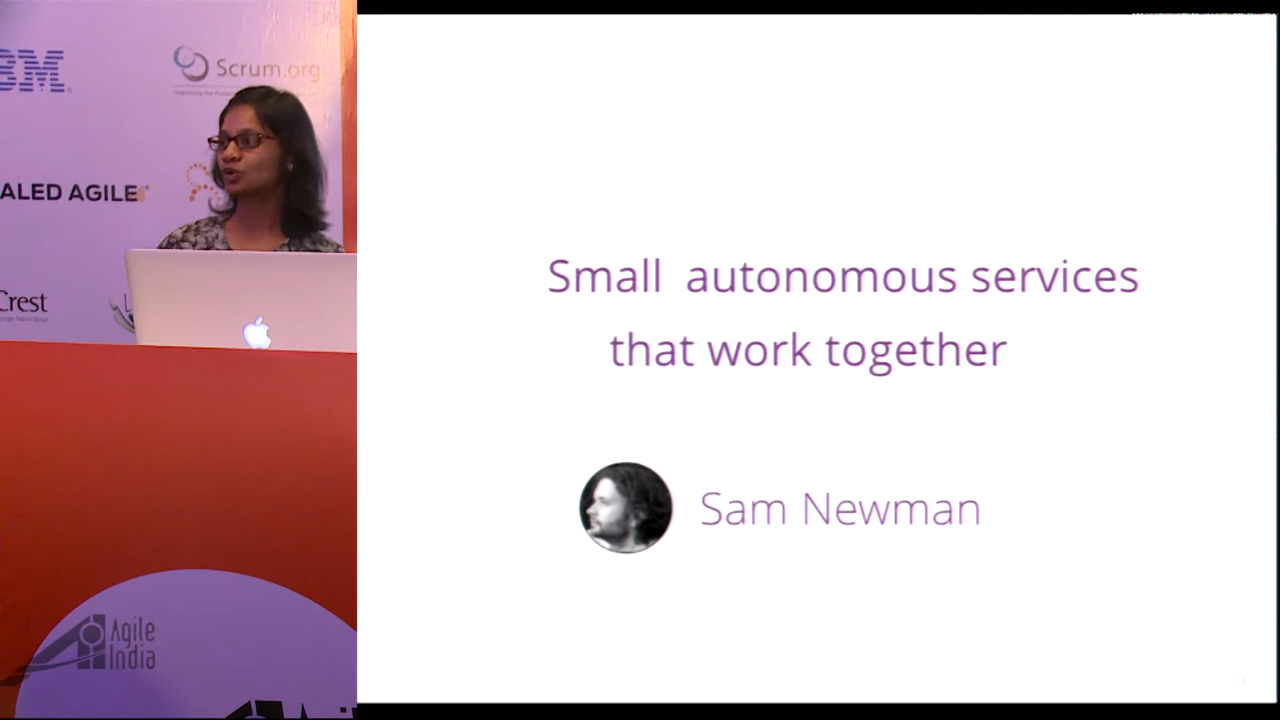 IBM
Scrum.org
ALED AGILE
Crest
Small autonomous services
that work together
Sam Newman
Agile
India